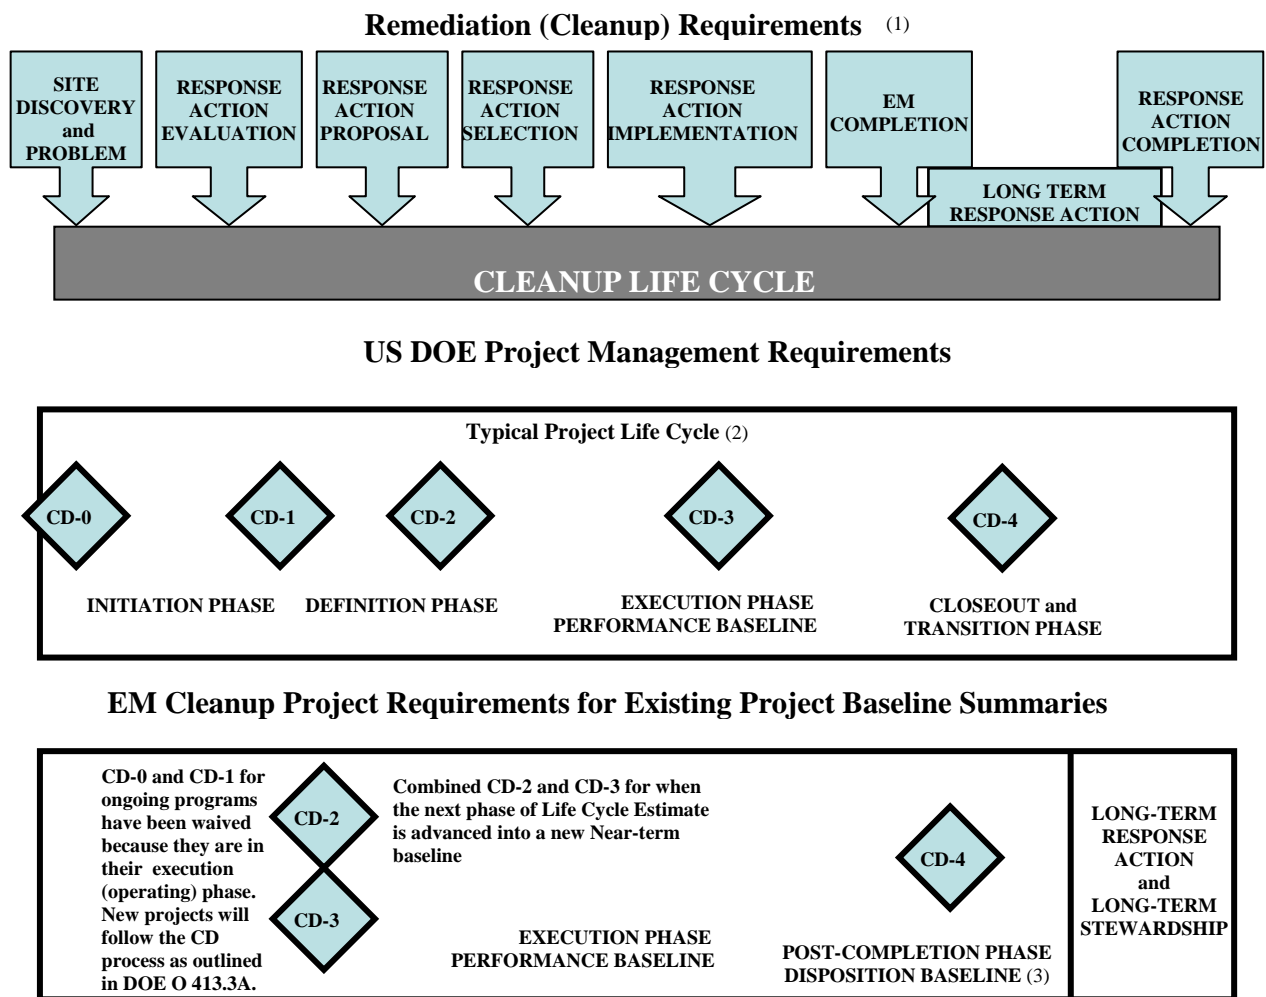 Remediation (Cleanup) Requirements (1)
SITE
DISCOVERY
and
PROBLEM
RESPONSE
ACTION
EVALUATION
RESPONSE
ACTION
PROPOSAL
RESPONSE
ACTION
SELECTION
RESPONSE
ACTION
IMPLEMENTATION
EM
COMPLETION
LONG TERM
RESPONSE ACTION
RESPONSE
ACTION
COMPLETION
CLEANUP LIFE CYCLE
US DOE Project Management Requirements
Typical Project Life Cycle (2)
CD-0
CD-1
CD-2
CD-3
CD-4
INITIATION PHASE
DEFINITION PHASE
EXECUTION PHASE
PERFORMANCE BASELINE
CLOSEOUT and
TRANSITION PHASE
EM Cleanup Project Requirements for Existing Project Baseline Summaries
CD-0 and CD-1 for
ongoing programs
have been waived
because they are in
their execution
(operating) phase.
New projects will
follow the CD
process as outlined
in DOE O 413.3A.
CD-2
CD-3
Combined CD-2 and CD-3 for when
the next phase of Life Cycle Estimate
is advanced into a new Near-term
baseline
EXECUTION PHASE
PERFORMANCE BASELINE
CD-4
POST-COMPLETION PHASE
DISPOSITION BASELINE (3)
LONG-TERM
RESPONSE
ACTION
and
LONG-TERM
STEWARDSHIP